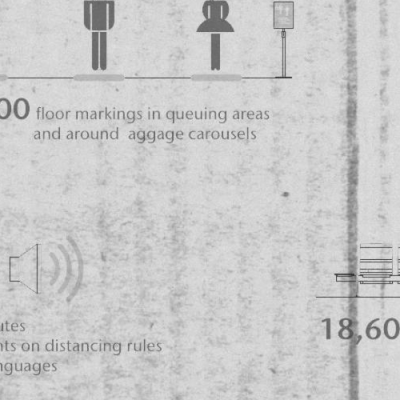 00 floor markings in queuing areas
and around aggage carousels
utes
nts on distancing rules
nguages
18,60